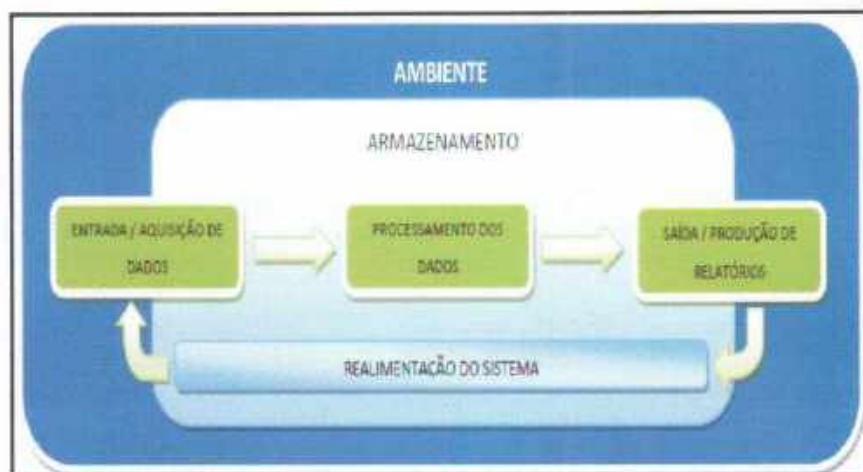 AMBIENTE
ARMAZENAMENTO
ENTRADA / AQUISIÇÃO DE
DADOS
PROCESSAMENTO DOS
DADOS
SAÍDA / PRODUÇÃO DE
RELATÓRIOS
REALIMENTAÇÃO DO SISTEMA